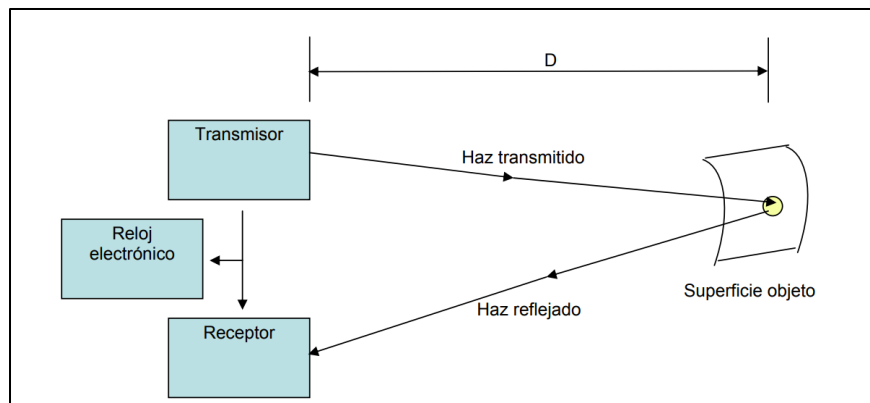 D
Transmisor
Haz transmitido
Reloj
electrónico
Superficie objeto
Haz reflejado
Receptor